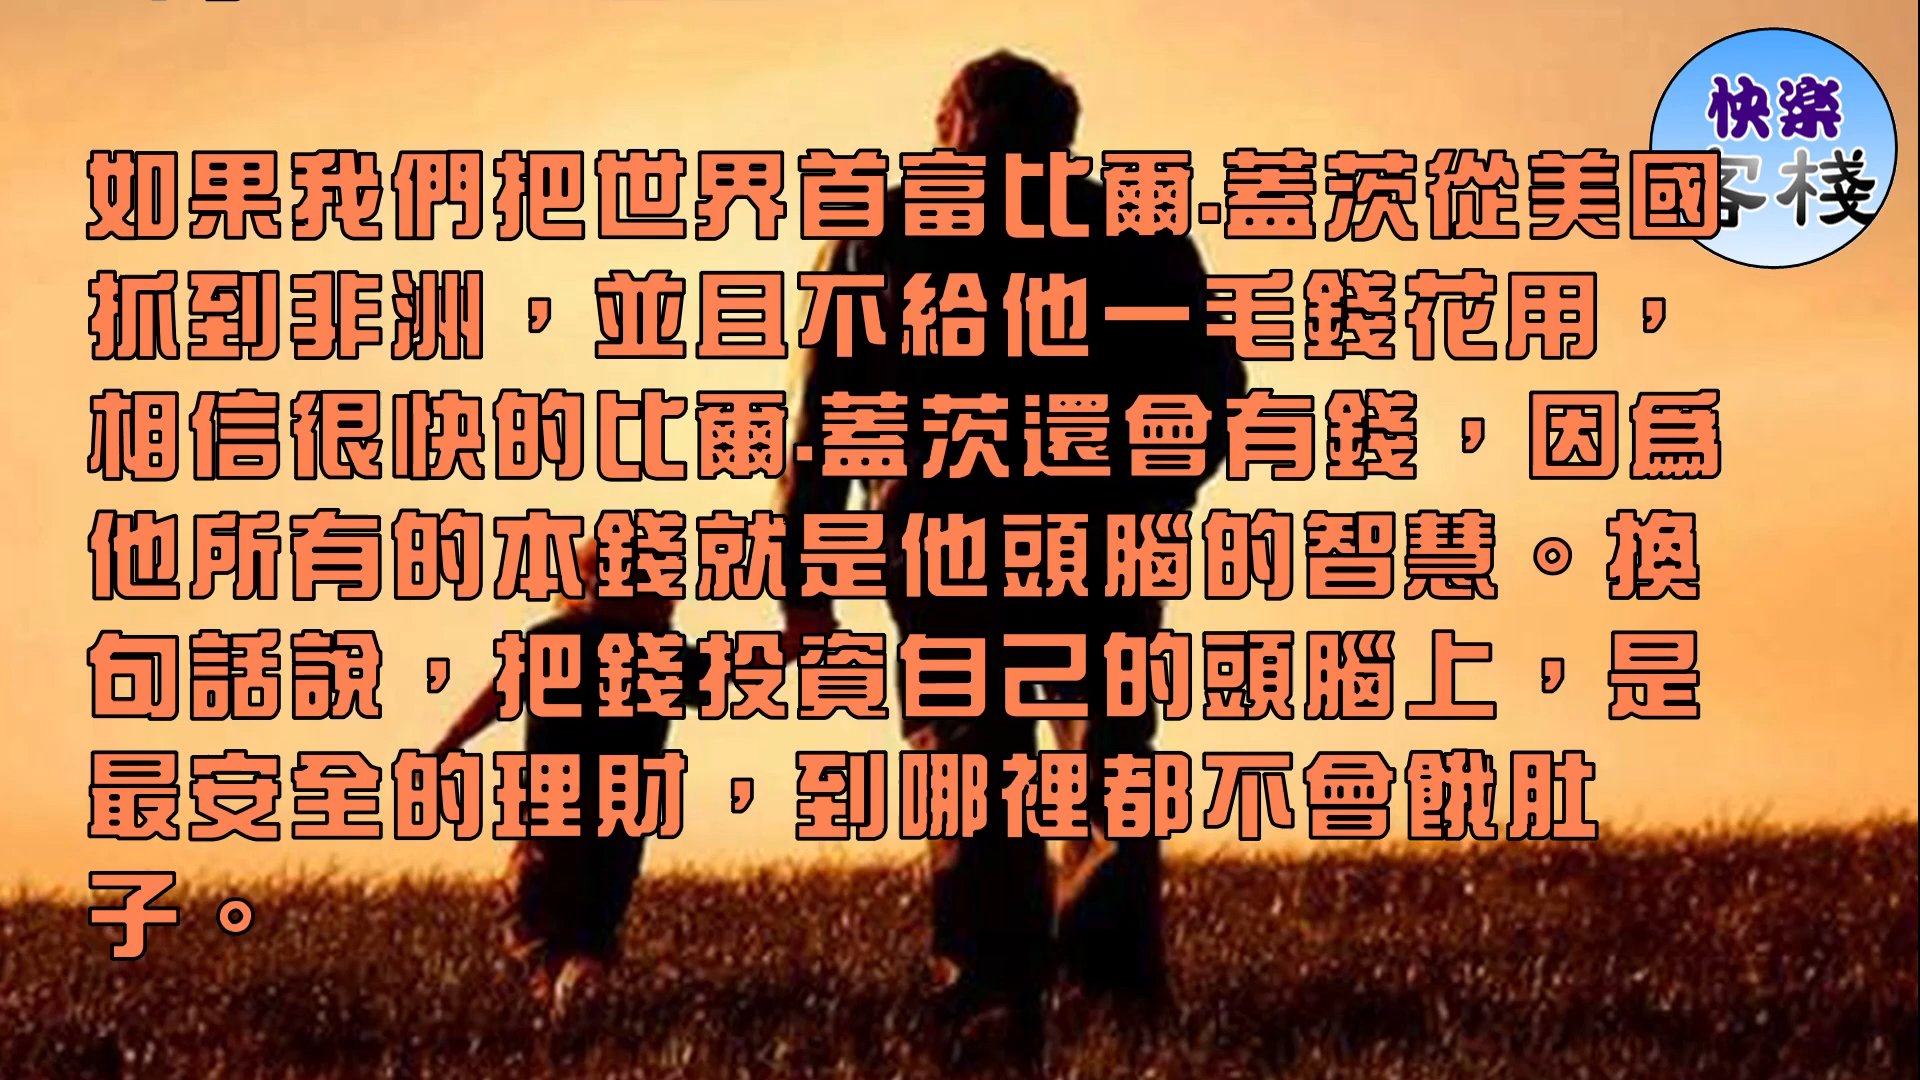 快楽
客棧
如果我們把世界首富比爾.蓋茨從美國
抓到非洲，並且不給他一毛錢花用，
相信很快的比爾.蓋茨還會有錢，因為
他所有的本錢就是他頭腦的智慧。換
句話說，把錢投資自己的頭腦上，是
最安全的理財，到哪裡都不會餓肚
子。